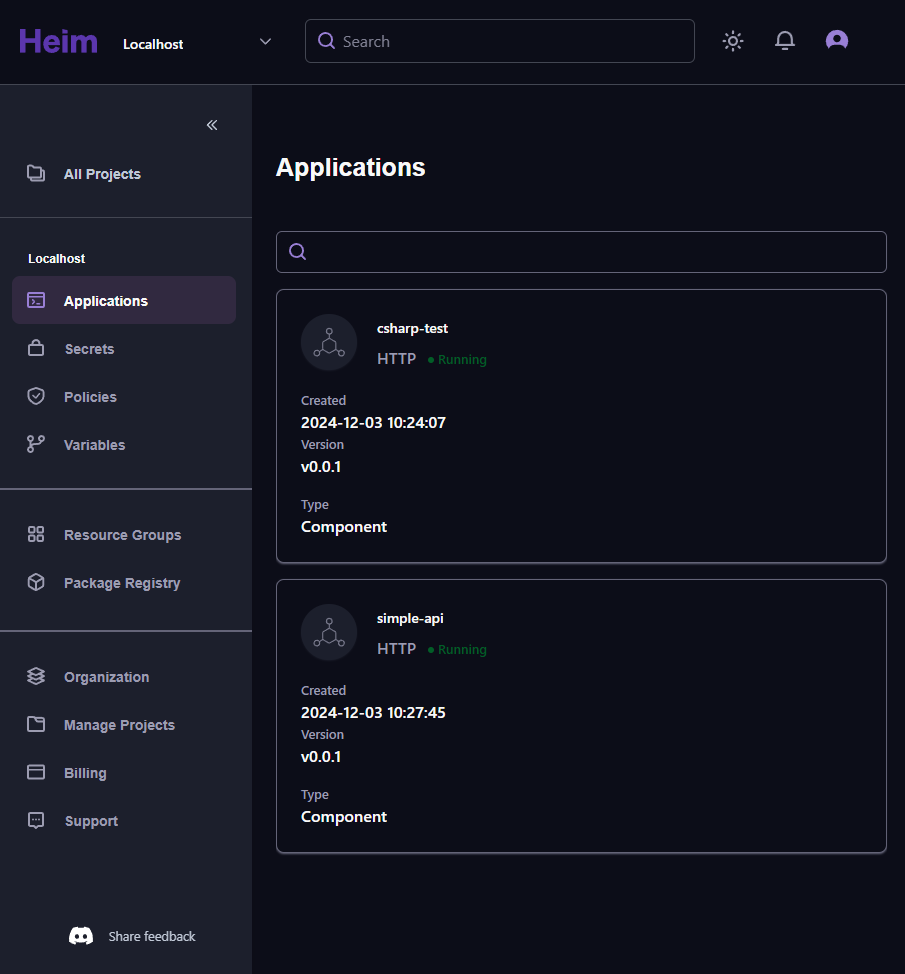 Heim
Localhost
Search
All Projects
Localhost
Applications
Secrets
Policies
Variables
Resource Groups
Package Registry
Organization
Manage Projects
Billing
Support
Share feedback
Applications
csharp-test
HTTP Running
Created
2024-12-03 10:24:07
Version
v0.0.1
Type
Component
simple-api
HTTP Running
Created
2024-12-03 10:27:45
Version
v0.0.1
Type
Component